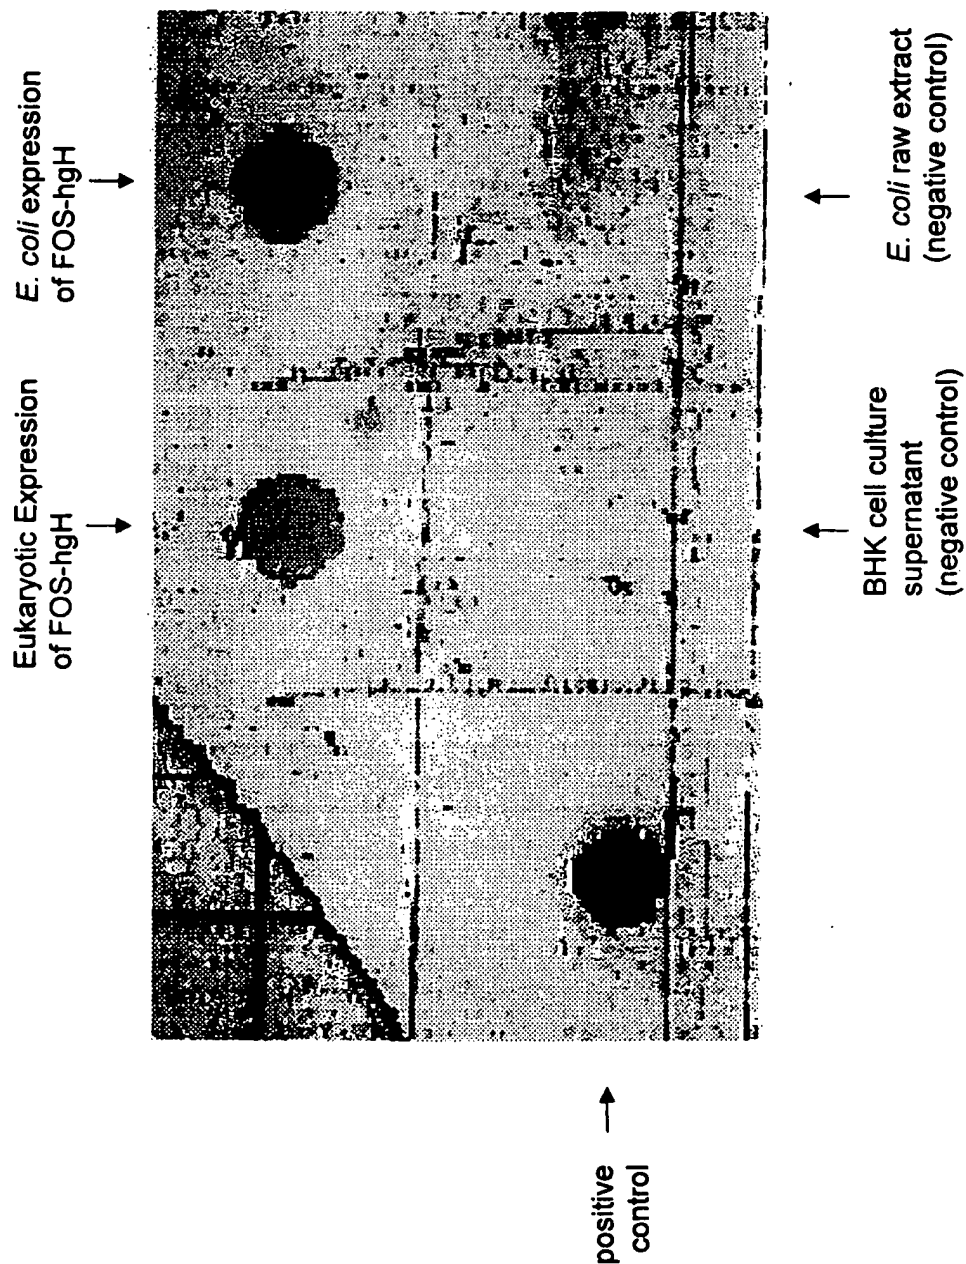 Eukaryotic Expression
of FOS-hgH
E. coli expression
of FOS-hgH
positive
control
BHK cell culture
supernatant
(negative control)
E. coli raw extract
(negative control)